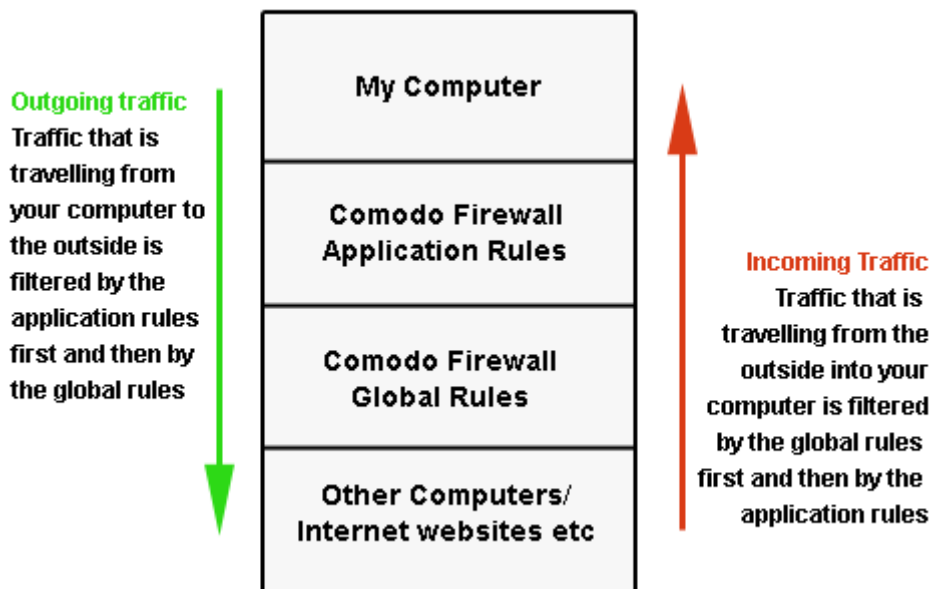 Outgoing traffic
Traffic that is
travelling from
your computer to
the outside is
filtered by the
application rules
first and then by
the global rules
My Computer
Comodo Firewall
Application Rules
Comodo Firewall
Global Rules
Other Computers/
Internet websites etc
Incoming Traffic
Traffic that is
travelling from the
outside into your
computer is filtered
by the global rules
first and then by the
application rules